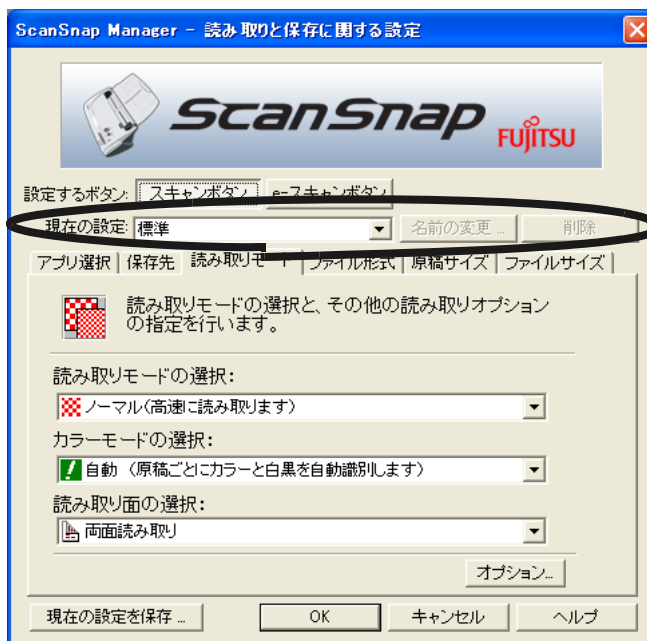 ScanSnap Manager - 読み取りと保存に関する設定
ScanSnap
FUJITSU
設定するボタン: スキャンボタン e-スキャンボタン
現在の設定: 標準 名前の変更 ... 削除
アプリ選択 保存先 読み取りモード ファイル形式 原稿サイズ ファイルサイズ
読み取りモードの選択と、その他の読み取りオプション
の指定を行います。
読み取りモードの選択:
ノーマル(高速に読み取ります)
カラーモードの選択:
自動 (原稿ごとにカラーと白黒を自動識別します)
読み取り面の選択:
両面読み取り
オプション...
現在の設定を保存 ... OK キャンセル ヘルプ